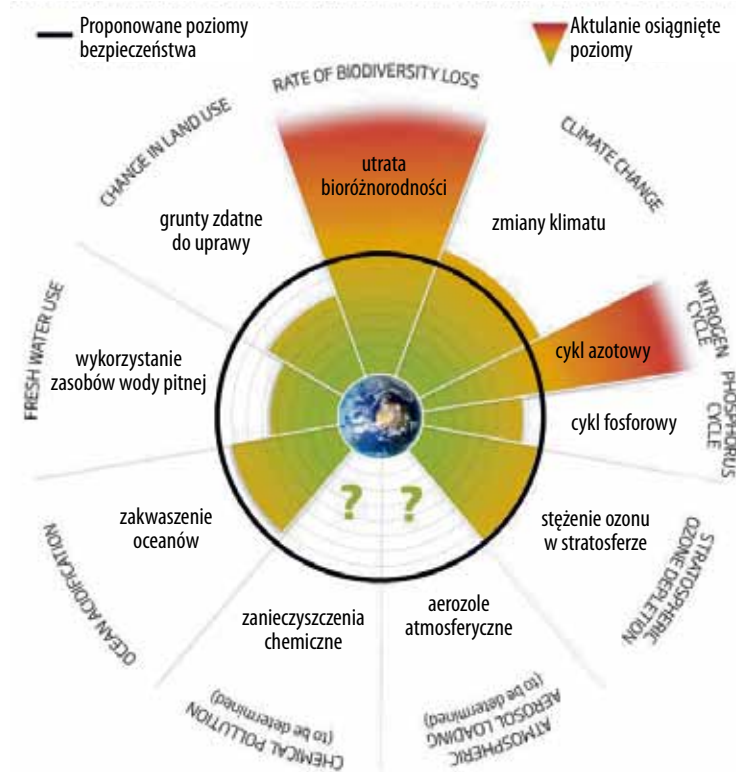 Proponowane poziomy
bezpieczeństwa
Aktulanie osiągnięte
poziomy
RATE OF BIODIVERSITY LOSS
CHANGE IN LAND USE
CLIMATE CHANGE
utrata
bioróżnorodności
grunty zdatne
do uprawy
zmiany klimatu
NITROGEN
CYCLE
FRESH WATER USE
wykorzystanie
zasobów wody pitnej
cykl azotowy
cykl fosforowy
PHOSPHORUS
CYCLE
? ?
zakwaszenie
oceanów
stężenie ozonu
w stratosferze
OCEAN ACIDIFICATION
STRATOSPHERIC
OZONE DEPLETION
zanieczyszczenia
chemiczne
aerozole
atmosferyczne
CHEMICAL POLLUTION
(to be determined)
ATMOSPHERIC
AEROSOL LOADING
(to be determined)